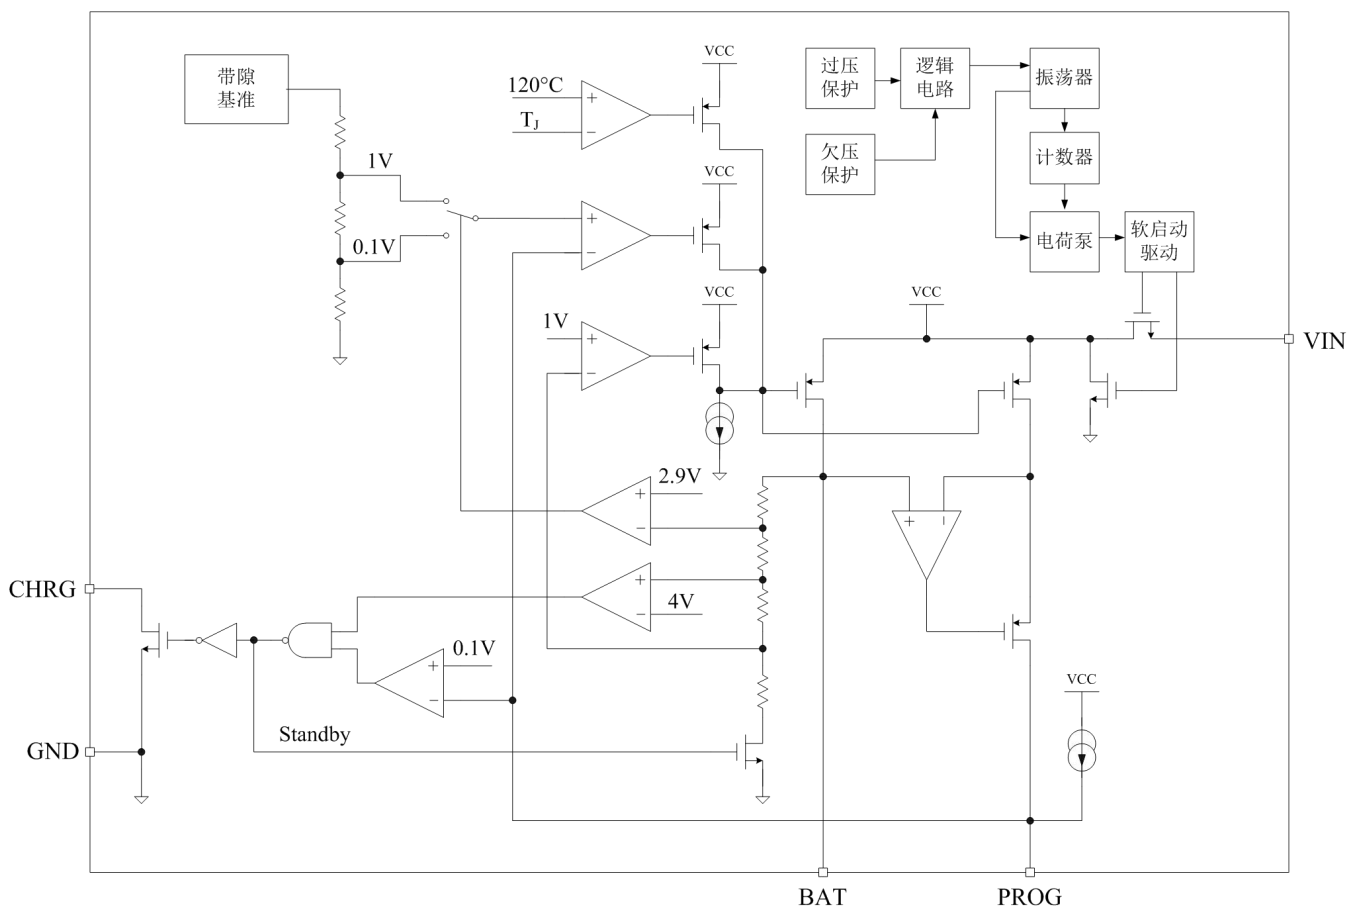 带隙
基准
120°C
TJ
+
−
VCC
过压
保护
逻辑
电路
振荡器
欠压
保护
计数器
电荷泵
软启动
驱动
1V
0.1V
+
−
VCC
1V
+
−
VCC
VCC
VIN
2.9V
+
−
+
−
4V
+
−
CHRG
0.1V
+
−
Standby
GND
VCC
BAT
PROG